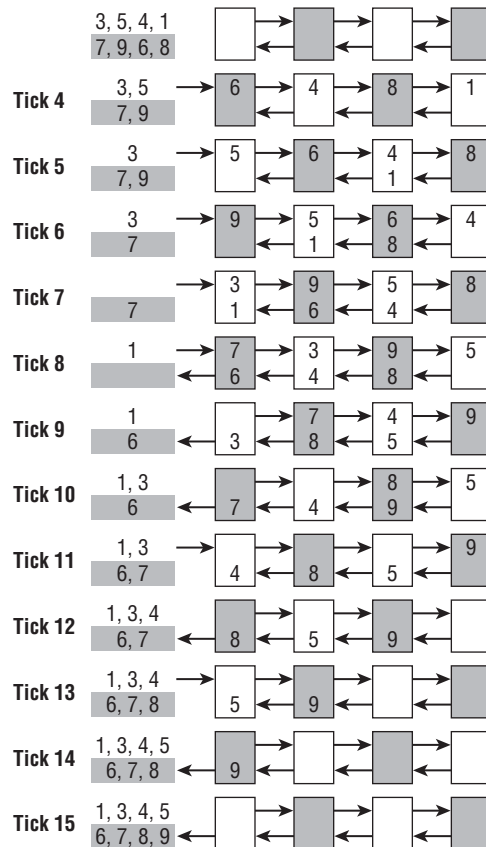 3, 5, 4, 1
7, 9, 6, 8
Tick 4
3, 5
7, 9
6 4 8 1
Tick 5
3
7, 9
5 6 4 8
1
Tick 6
3
7
9 5 6 4
1 8
Tick 7
7
3 9 5 8
1 6 4
Tick 8
1
7 3 9 5
6 4 8
Tick 9
1
6
7 4 9
3 8 5
Tick 10
1, 3
6
8 5
7 4 9
Tick 11
1, 3
6, 7
9
4 8 5
Tick 12
1, 3, 4
6, 7
8 5 9
Tick 13
1, 3, 4
6, 7, 8
5 9
Tick 14
1, 3, 4, 5
6, 7, 8
9
Tick 15
1, 3, 4, 5
6, 7, 8, 9